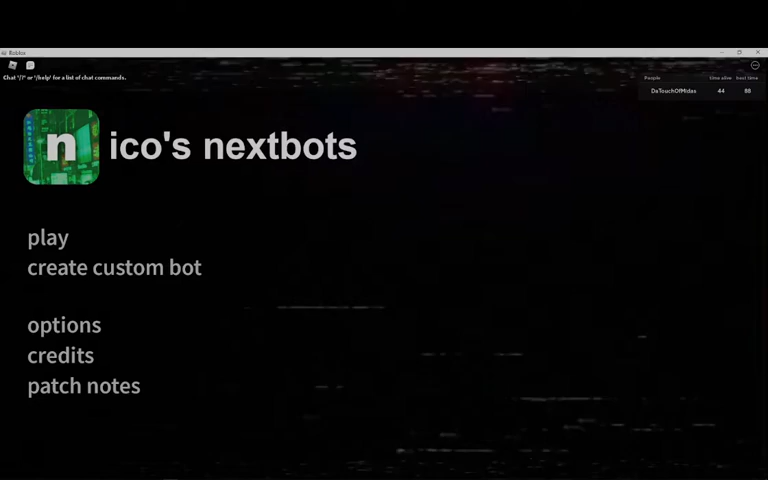 Roblox
Chat '/?' or '/help' for a list of chat commands.
People time alive best time
DaTouchOfMidas 44 88
nico's nextbots
play
create custom bot
options
credits
patch notes